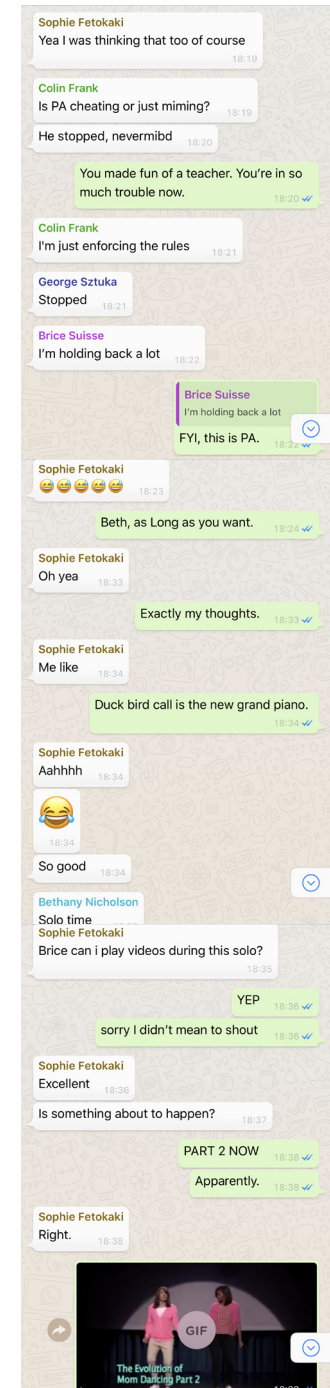 Sophie Fetokaki
Yea I was thinking that too of course
18:19
Colin Frank
Is PA cheating or just miming?
18:19
He stopped, nevermibd
18:20
You made fun of a teacher. You're in so
much trouble now.
18:20
Colin Frank
I'm just enforcing the rules
18:21
George Sztuka
Stopped
18:21
Brice Suisse
I'm holding back a lot
18:22
Brice Suisse
I'm holding back a lot
FYI, this is PA.
18:22
Sophie Fetokaki
😅😅😅😅😅
18:23
Beth, as Long as you want.
18:24
Sophie Fetokaki
Oh yea
18:33
Exactly my thoughts.
18:33
Sophie Fetokaki
Me like
18:34
Duck bird call is the new grand piano.
18:34
Sophie Fetokaki
Aahhhh
18:34
😂
18:34
So good
18:34
Bethany Nicholson
Solo time
Sophie Fetokaki
Brice can i play videos during this solo?
18:35
YEP
18:36
sorry I didn't mean to shout
18:36
Sophie Fetokaki
Excellent
18:36
Is something about to happen?
18:37
PART 2 NOW
18:38
Apparently.
18:38
Sophie Fetokaki
Right.
18:38
GIF
The Evolution of
Mom Dancing Part 2